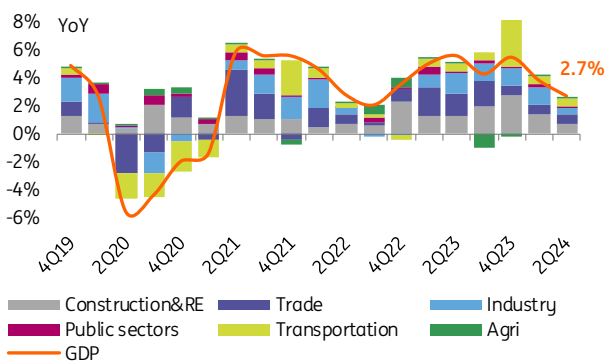 YoY
8%
6%
4%
2%
0%
-2%
-4%
-6%
2.7%
4Q19
2Q20
4Q20
2Q21
4Q21
2Q22
4Q22
2Q23
4Q23
2Q24
Construction&RE Trade Industry
Public sectors Transportation Agri
GDP